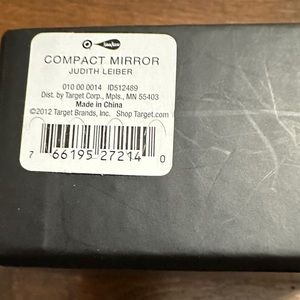 COMPACT MIRROR
JUDITH LEIBER
010 00 0014 ID512489
Dist. by Target Corp., Mpls., MN 55403
Made in China
©2012 Target Brands, Inc. Shop Target.com
7 66195 27214 0